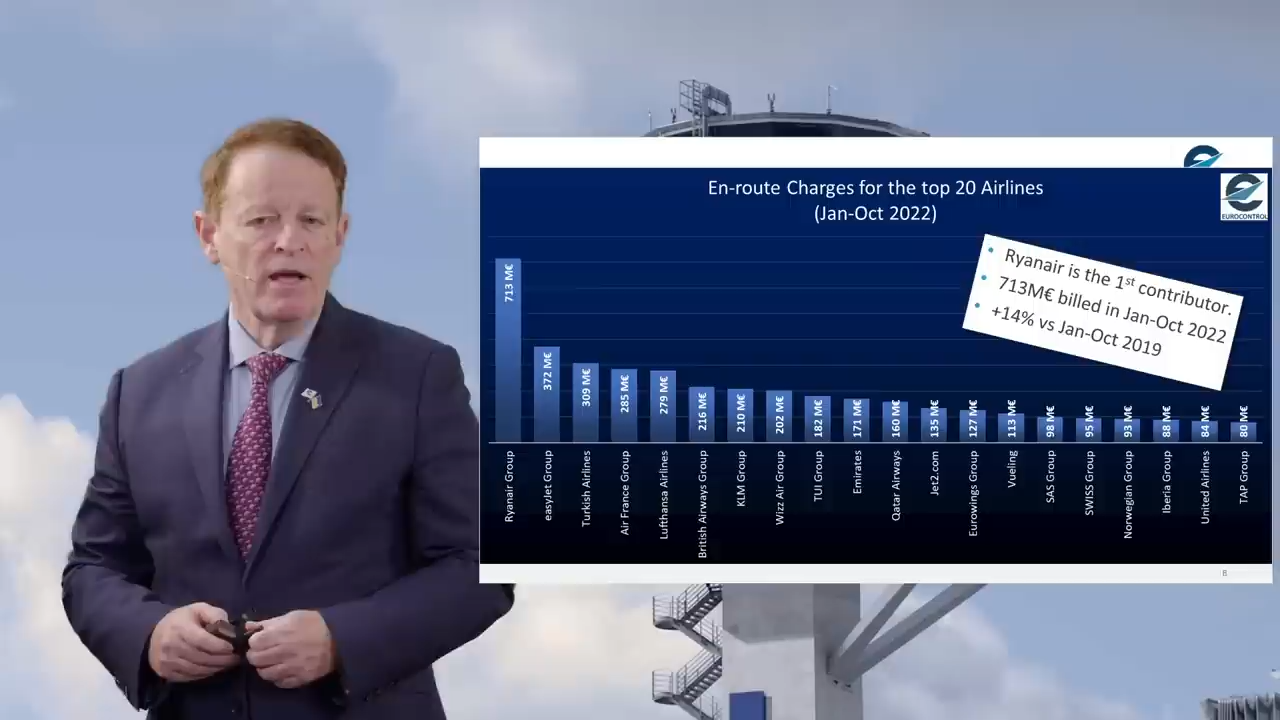 En-route Charges for the top 20 Airlines
(Jan-Oct 2022)
EUROCONTROL
Ryanair is the 1st contributor.
713M€ billed in Jan-Oct 2022
+14% vs Jan-Oct 2019
713 M€
372 M€
309 M€
285 M€
279 M€
216 M€
210 M€
202 M€
182 M€
171 M€
160 M€
135 M€
127 M€
113 M€
98 M€
95 M€
93 M€
88 M€
84 M€
80 M€
Ryanair Group
easyJet Group
Turkish Airlines
Air France Group
Lufthansa Airlines
British Airways Group
KLM Group
Wizz Air Group
TUI Group
Emirates
Qatar Airways
Jet2.com
Eurowings Group
Vueling
SAS Group
SWISS Group
Norwegian Group
Iberia Group
United Airlines
TAP Group
8